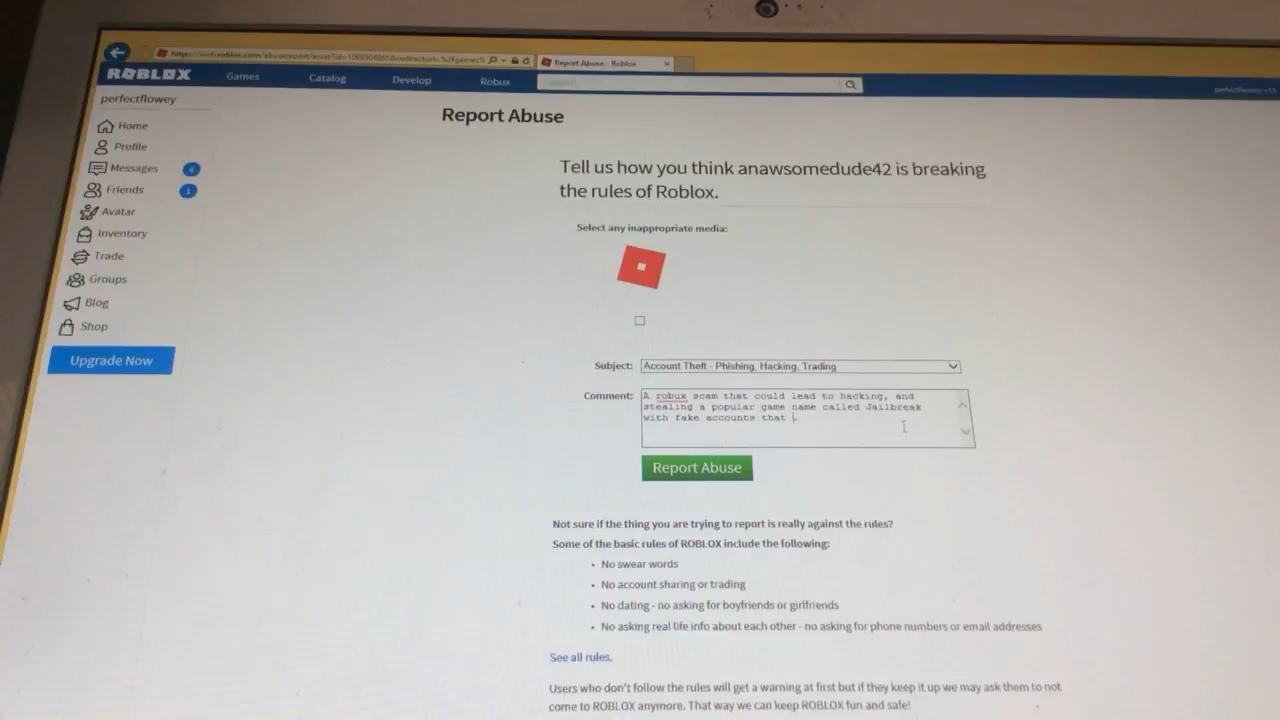 Report Abuse: Roblox
ROBLOX
Games
Catalog
Develop
Robux
perfectflowey
Home
Profile
Messages
Friends
1
Avatar
Inventory
Trade
Groups
Blog
Shop
Upgrade Now
Report Abuse
Tell us how you think anawsomedude42 is breaking
the rules of Roblox.
Select any inappropriate media:
Subject: Account Theft - Phishing, Hacking, Trading
Comment: A robux scam that could lead to hacking, and
stealing a popular game name called Jailbreak
with fake accounts that .
Report Abuse
Not sure if the thing you are trying to report is really against the rules?
Some of the basic rules of ROBLOX include the following:
• No swear words
• No account sharing or trading
• No dating - no asking for boyfriends or girlfriends
• No asking real life info about each other - no asking for phone numbers or email addresses
See all rules.
Users who don't follow the rules will get a warning at first but if they keep it up we may ask them to not
come to ROBLOX anymore. That way we can keep ROBLOX fun and safe!